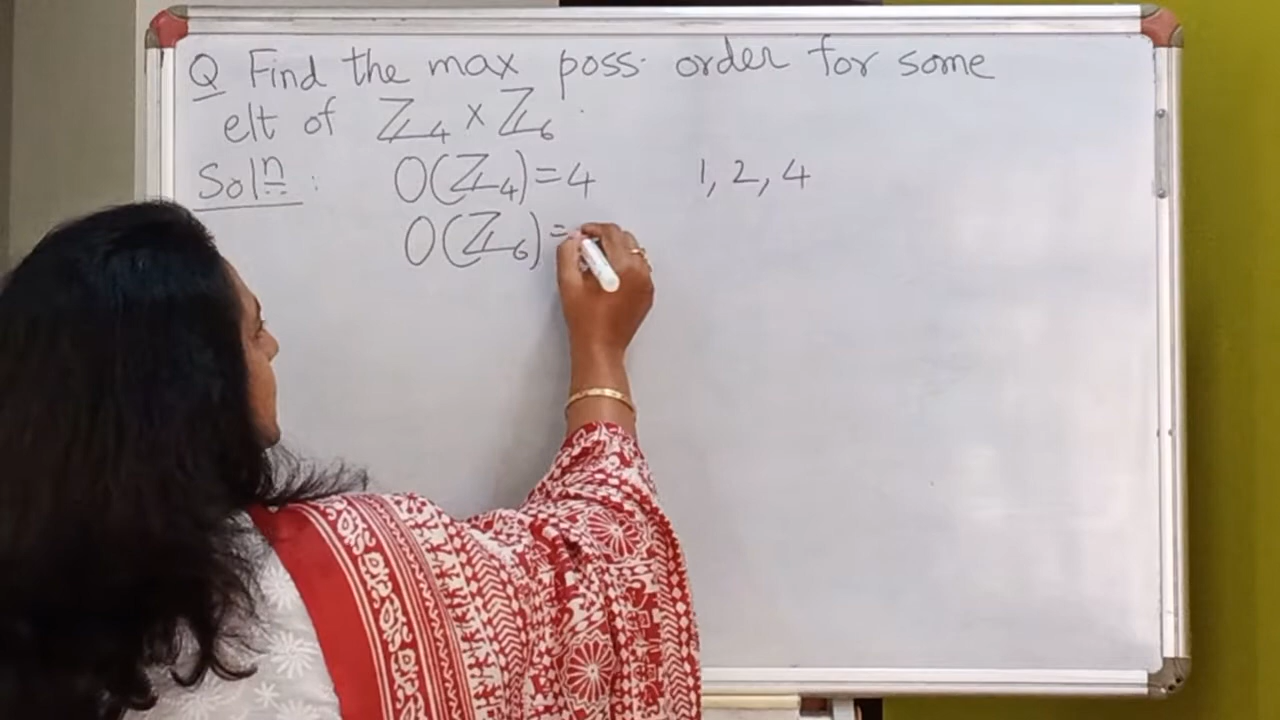 Q Find the max poss. order for some
elt of ℤ₄ × ℤ₆.
Solⁿ: O(ℤ₄)=4 1, 2, 4
O(ℤ₆)=